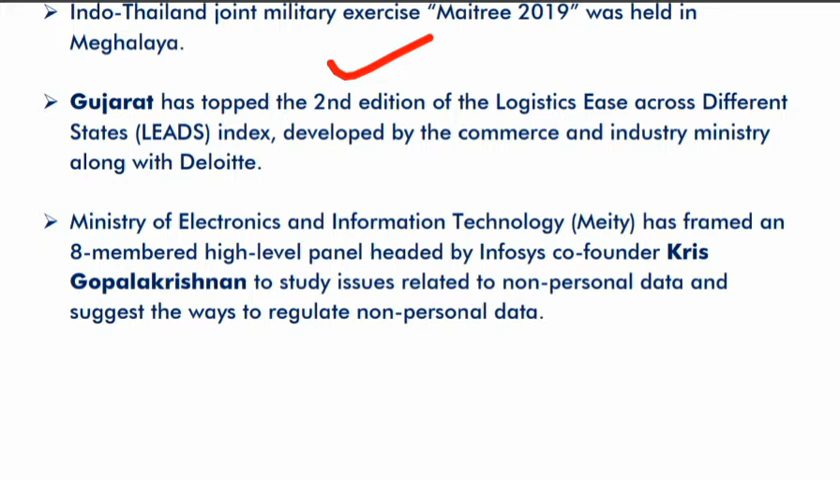 ➢ Indo-Thailand joint military exercise “Maitree 2019” was held in
Meghalaya.
➢ Gujarat has topped the 2nd edition of the Logistics Ease across Different
States (LEADS) index, developed by the commerce and industry ministry
along with Deloitte.
➢ Ministry of Electronics and Information Technology (Meity) has framed an
8-membered high-level panel headed by Infosys co-founder Kris
Gopalakrishnan to study issues related to non-personal data and
suggest the ways to regulate non-personal data.